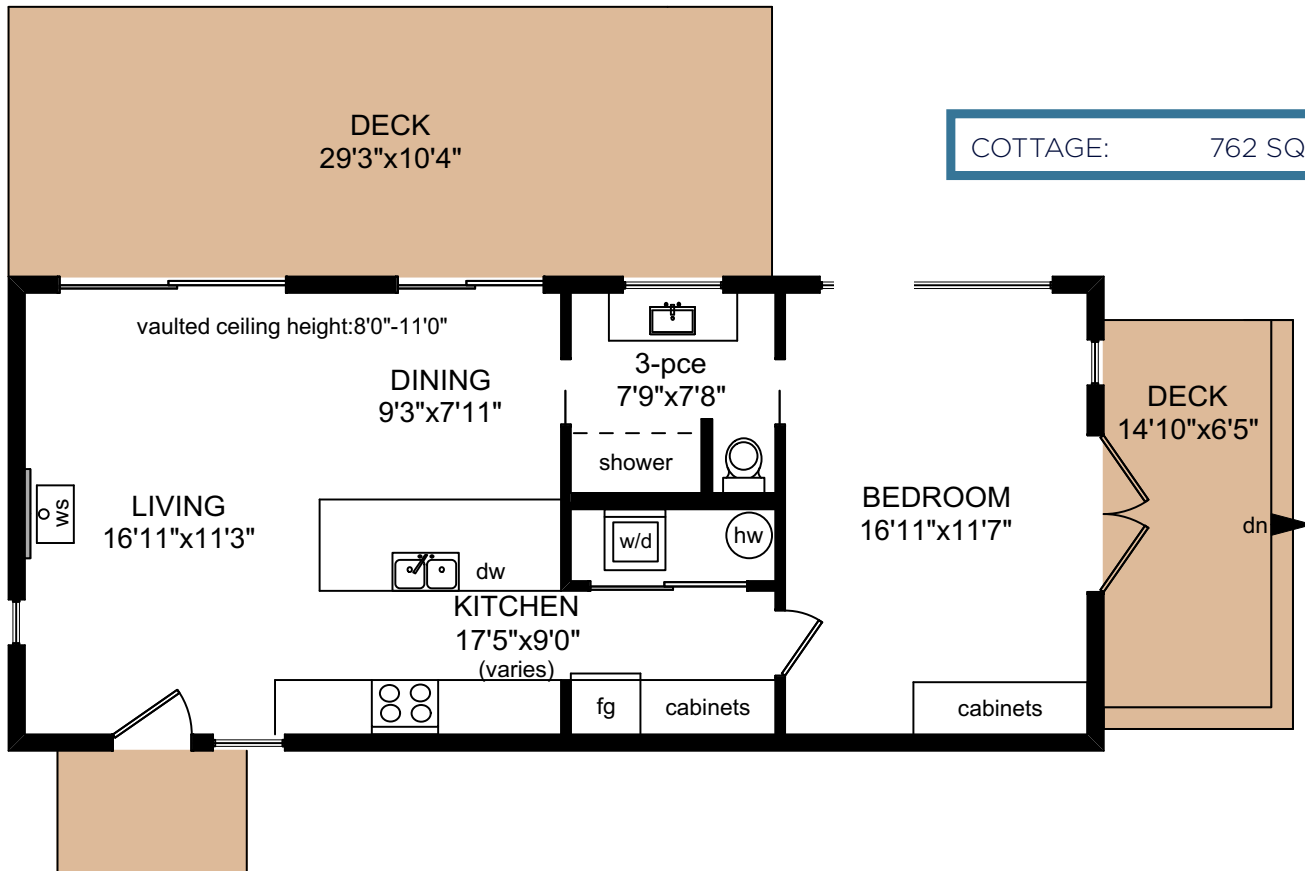 DECK
29'3"x10'4"
COTTAGE: 762 SQ
vaulted ceiling height:8'0"-11'0"
DINING
9'3"x7'11"
3-pce
7'9"x7'8"
shower
DECK
14'10"x6'5"
dn
LIVING
16'11"x11'3"
ws
BEDROOM
16'11"x11'7"
w/d
hw
dw
KITCHEN
17'5"x9'0"
(varies)
fg
cabinets
cabinets